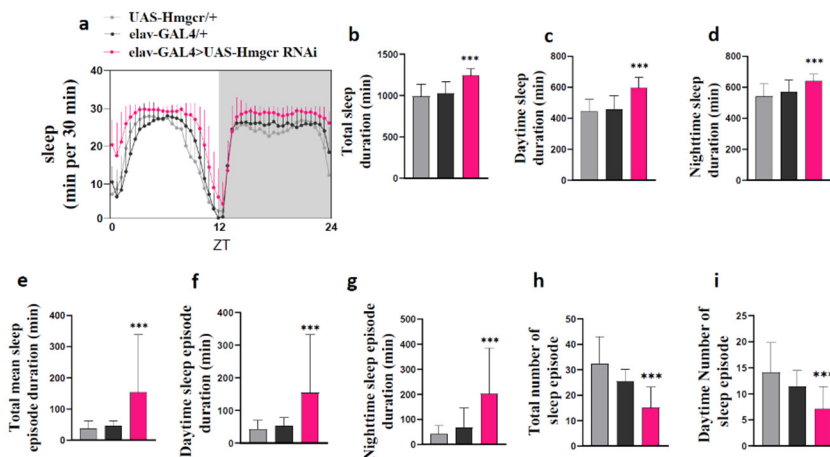 UAS-Hmgcr/+
elav-GAL4/+
elav-GAL4>UAS-Hmgcr RNAi
a
40
30
20
10
0
sleep
(min per 30 min)
0
12
24
ZT
b
Total sleep
duration (min)
1500
1000
500
0
***
c
Daytime sleep
duration (min)
800
600
400
200
0
***
d
Nighttime sleep
duration (min)
800
600
400
200
0
***
e
Total mean sleep
episode duration (min)
400
300
200
100
0
***
f
Daytime sleep episode
duration (min)
400
300
200
100
0
***
g
Nighttime sleep episode
duration (min)
500
400
300
200
100
0
***
h
Total number of
sleep episode
50
40
30
20
10
0
***
i
Daytime Number of
sleep episode
25
20
15
10
5
0
***